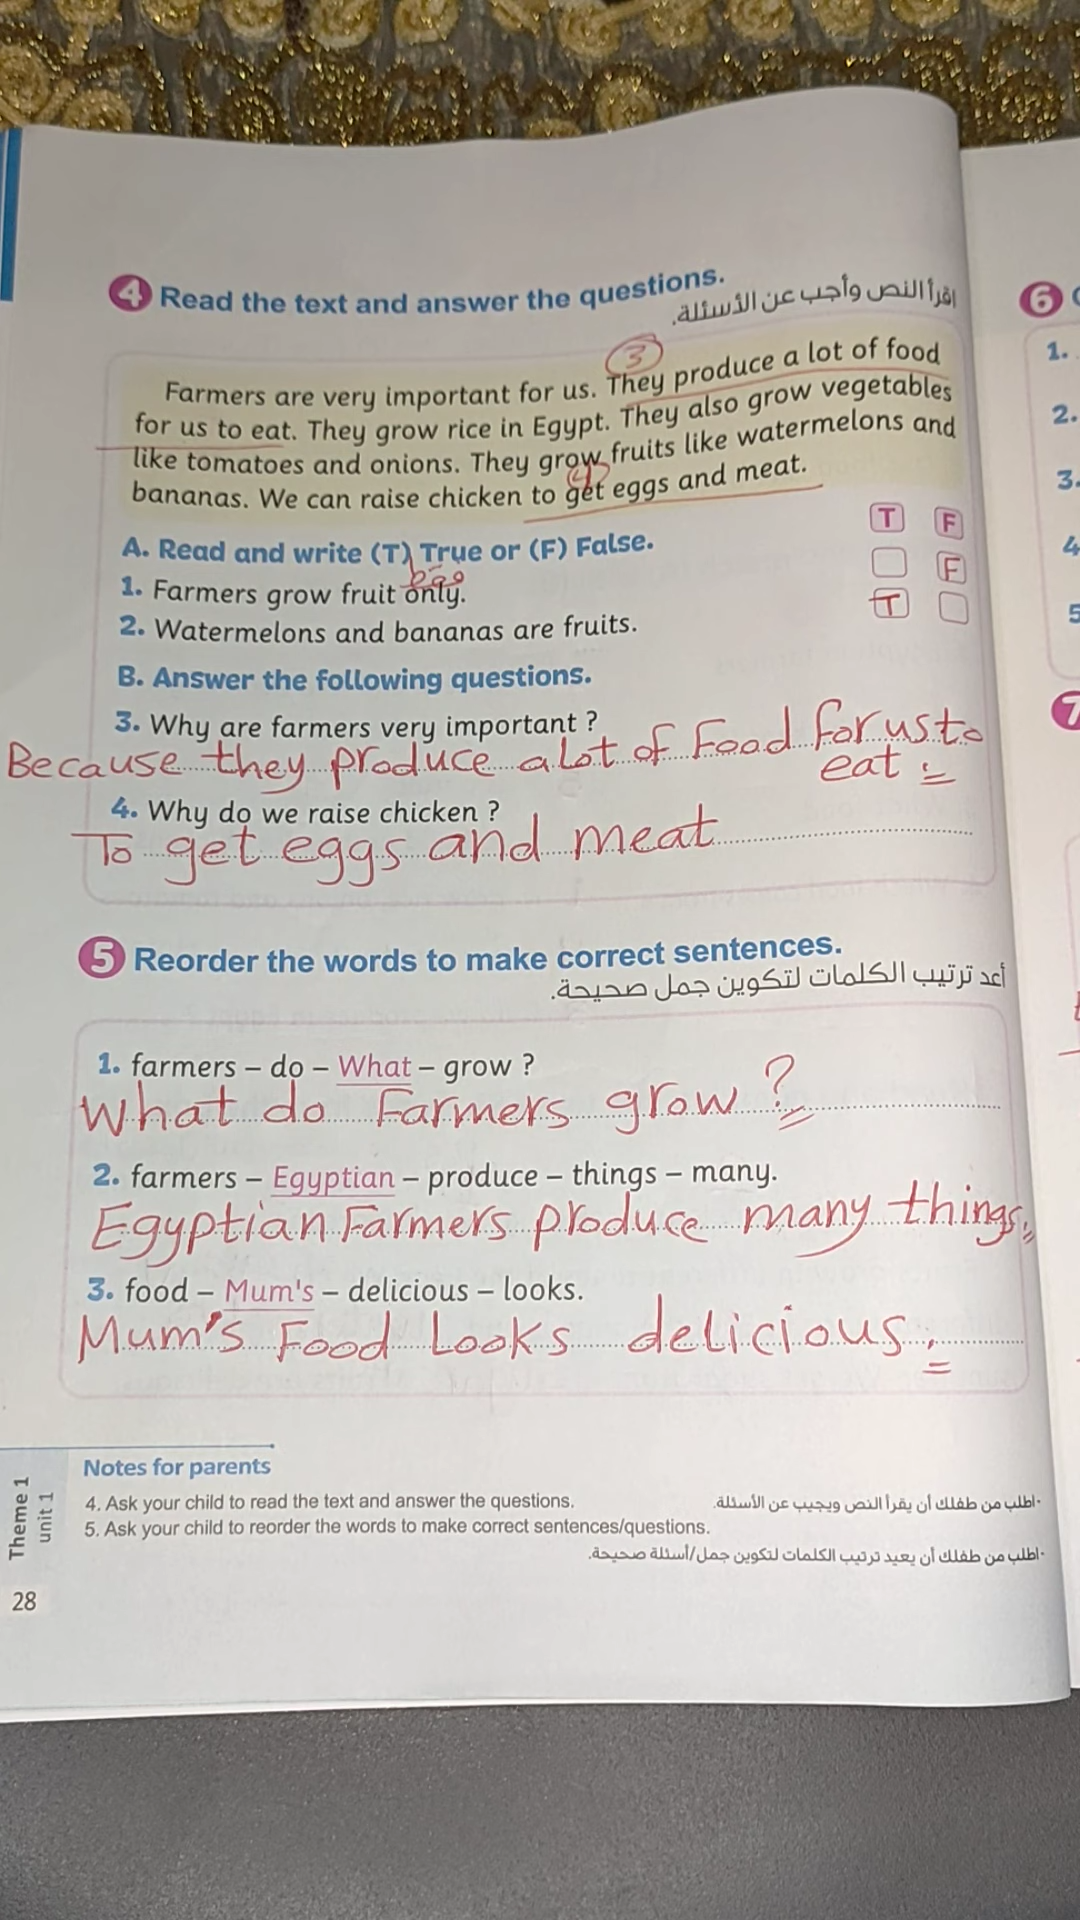 4 Read the text and answer the questions.
اقرأ النص وأجب عن الأسئلة.
3
Farmers are very important for us. They produce a lot of food
for us to eat. They grow rice in Egypt. They also grow vegetables
like tomatoes and onions. They grow fruits like watermelons and
4
bananas. We can raise chicken to get eggs and meat.
T F
A. Read and write (T) True or (F) False.
1. Farmers grow fruit only. F
2. Watermelons and bananas are fruits. T
B. Answer the following questions.
3. Why are farmers very important ?
Because they produce a lot of Food for us to
eat .
4. Why do we raise chicken ?
To get eggs and meat
5 Reorder the words to make correct sentences.
أعد ترتيب الكلمات لتكوين جمل صحيحة.
1. farmers – do – What – grow ?
What do Farmers grow ?
2. farmers – Egyptian – produce – things – many.
Egyptian Farmers produce many things.
3. food – Mum's – delicious – looks.
Mum's Food Looks delicious .
Notes for parents
4. Ask your child to read the text and answer the questions.
·اطلب من طفلك أن يقرأ النص ويجيب عن الأسئلة.
5. Ask your child to reorder the words to make correct sentences/questions.
·اطلب من طفلك أن يعيد ترتيب الكلمات لتكوين جمل/أسئلة صحيحة.
Theme 1
unit 1
28
6
1.
2.
3.
4
5
7